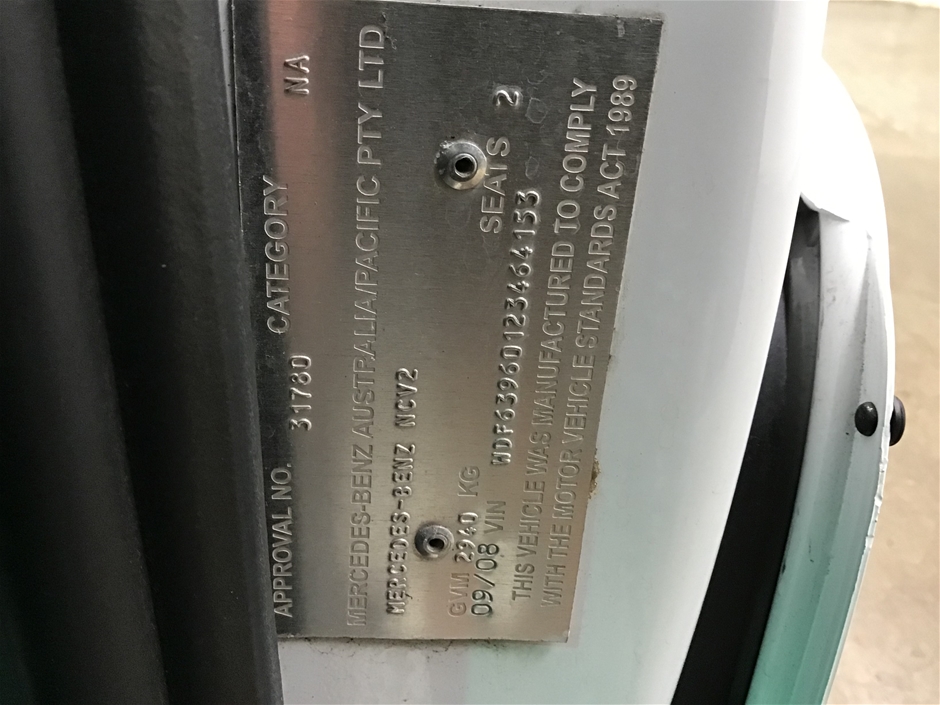 APPROVAL NO. 31780 CATEGORY NA
MERCEDES-BENZ AUSTRALIA/PACIFIC PTY LTD
MERCEDES-BENZ NCV2
GVM 2940 KG SEATS 2
09/08 VIN WDF63960123464153
THIS VEHICLE WAS MANUFACTURED TO COMPLY
WITH THE MOTOR VEHICLE STANDARDS ACT 1989